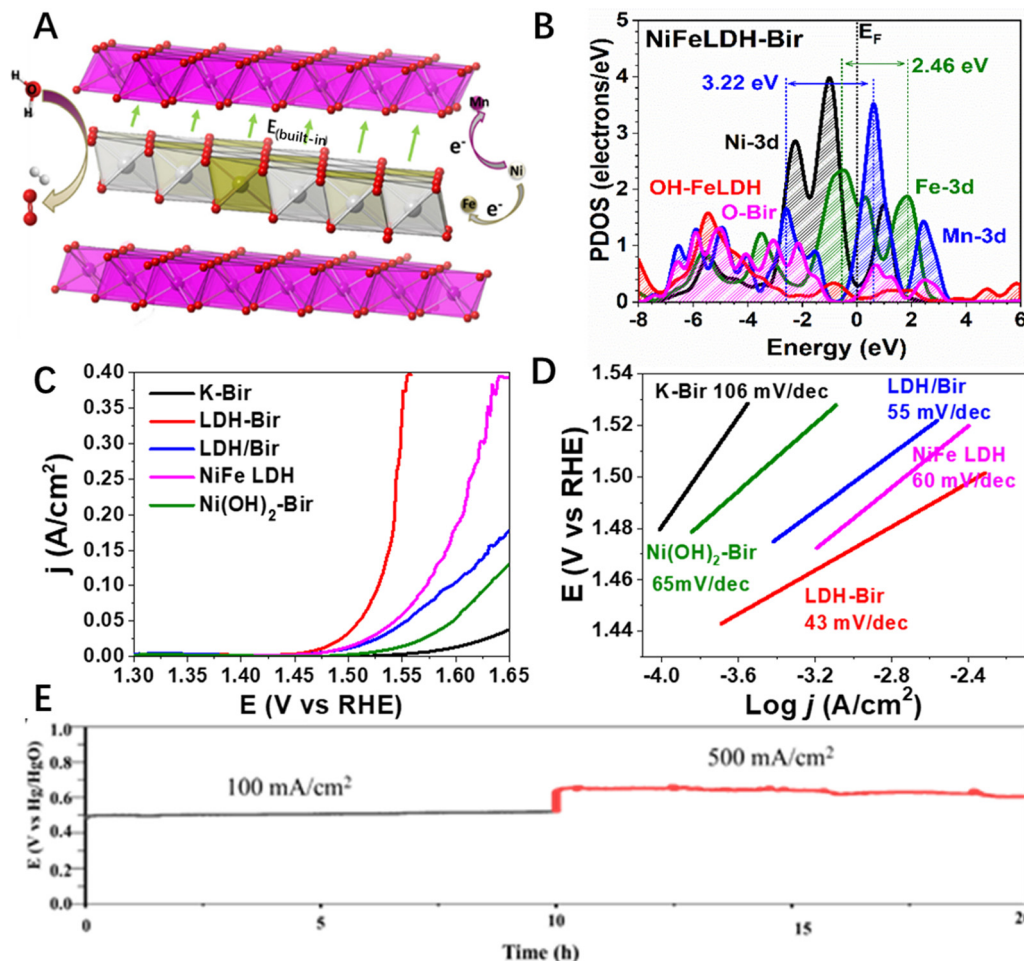 A
H
O
H
E(built-in)
Mn
e-
Ni
Fe
e-
B
NiFeLDH-Bir
EF
2.46 eV
3.22 eV
Ni-3d
OH-FeLDH
O-Bir
Fe-3d
Mn-3d
PDOS (electrons/eV)
5
4
3
2
1
0
-8 -6 -4 -2 0 2 4 6
Energy (eV)
C
K-Bir
LDH-Bir
LDH/Bir
NiFe LDH
Ni(OH)2-Bir
j (A/cm2)
0.40
0.35
0.30
0.25
0.20
0.15
0.10
0.05
0.00
1.30 1.35 1.40 1.45 1.50 1.55 1.60 1.65
E (V vs RHE)
D
K-Bir 106 mV/dec
LDH/Bir
55 mV/dec
NiFe LDH
60 mV/dec
Ni(OH)2-Bir
65mV/dec
LDH-Bir
43 mV/dec
E (V vs RHE)
1.54
1.52
1.50
1.48
1.46
1.44
-4.0 -3.6 -3.2 -2.8 -2.4
Log j (A/cm2)
E
E (V vs Hg/HgO)
1.0
0.8
0.6
0.4
0.2
0.0
100 mA/cm2
500 mA/cm2
0 5 10 15
Time (h)